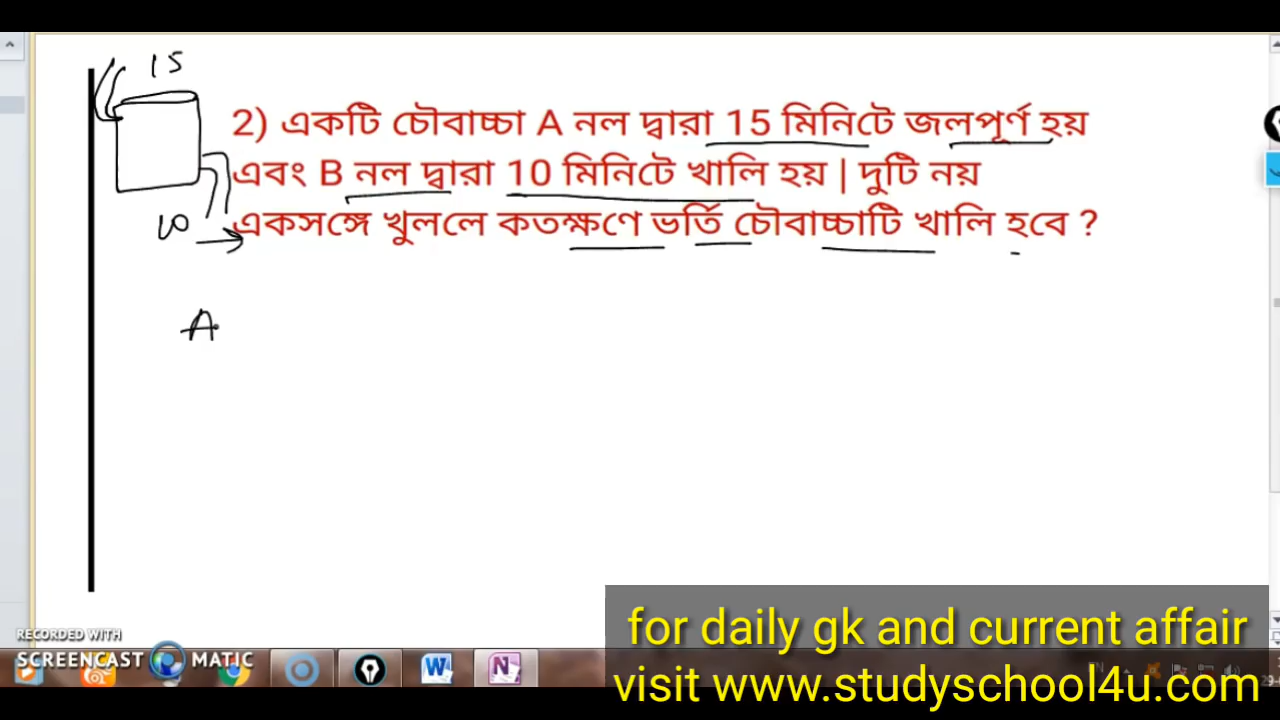 15
2) একটি চৌবাচ্চা A নল দ্বারা 15 মিনিটে জলপূর্ণ হয়
এবং B নল দ্বারা 10 মিনিটে খালি হয় | দুটি নয়
একসঙ্গে খুললে কতক্ষণে ভর্তি চৌবাচ্চাটি খালি হবে ?
10
A
for daily gk and current affair
visit www.studyschool4u.com
RECORDED WITH
SCREENCAST MATIC